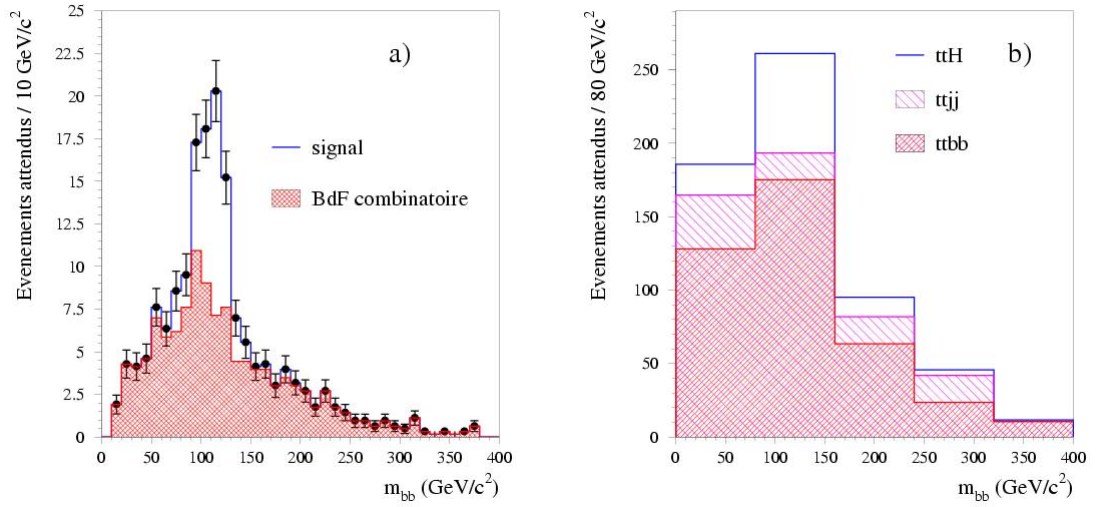 Evenements attendus / 10 GeV/c²
25
22.5
20
17.5
15
12.5
10
7.5
5
2.5
0
a)
signal
BdF combinatoire
0 50 100 150 200 250 300 350 400
m_bb (GeV/c²)
Evenements attendus / 80 GeV/c²
250
200
150
100
50
0
b)
ttH
ttjj
ttbb
0 50 100 150 200 250 300 350 400
m_bb (GeV/c²)